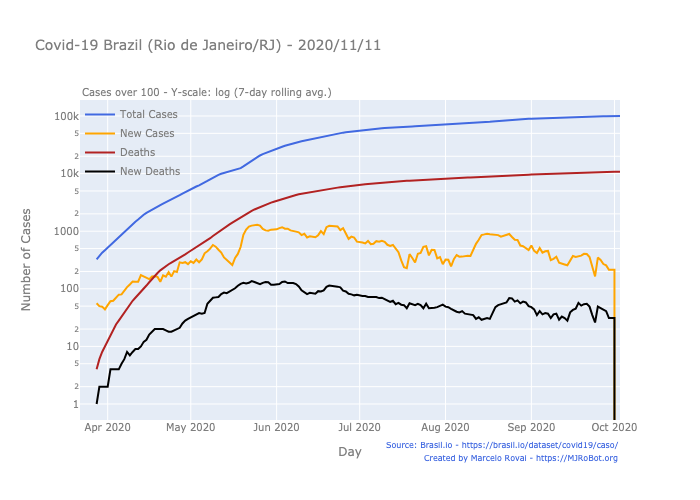 Covid-19 Brazil (Rio de Janeiro/RJ) - 2020/11/11
Cases over 100 - Y-scale: log (7-day rolling avg.)
Total Cases
New Cases
Deaths
New Deaths
Number of Cases
100k
5
2
10k
5
2
1000
5
2
100
5
2
10
5
2
1
Apr 2020 May 2020 Jun 2020 Jul 2020 Aug 2020 Sep 2020 Oct 2020
Day
Source: Brasil.io - https://brasil.io/dataset/covid19/caso/
Created by Marcelo Rovai - https://MJRoBot.org